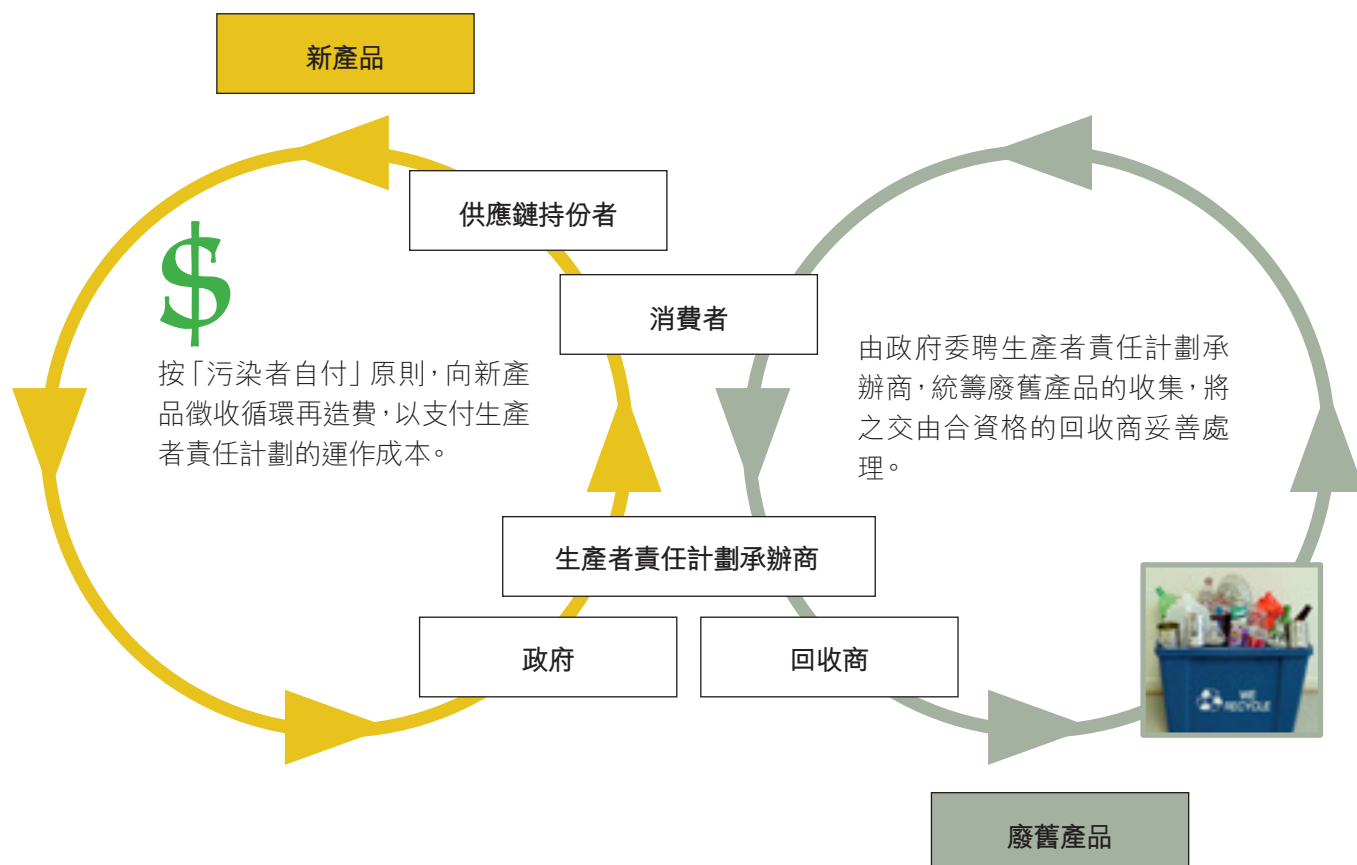 新產品
供應鏈持份者
消費者
$
按「污染者自付」原則，向新產
品徵收循環再造費，以支付生產
者責任計劃的運作成本。
由政府委聘生產者責任計劃承
辦商，統籌廢舊產品的收集，將
之交由合資格的回收商妥善處
理。
生產者責任計劃承辦商
政府
回收商
WE
RECYCLE
廢舊產品